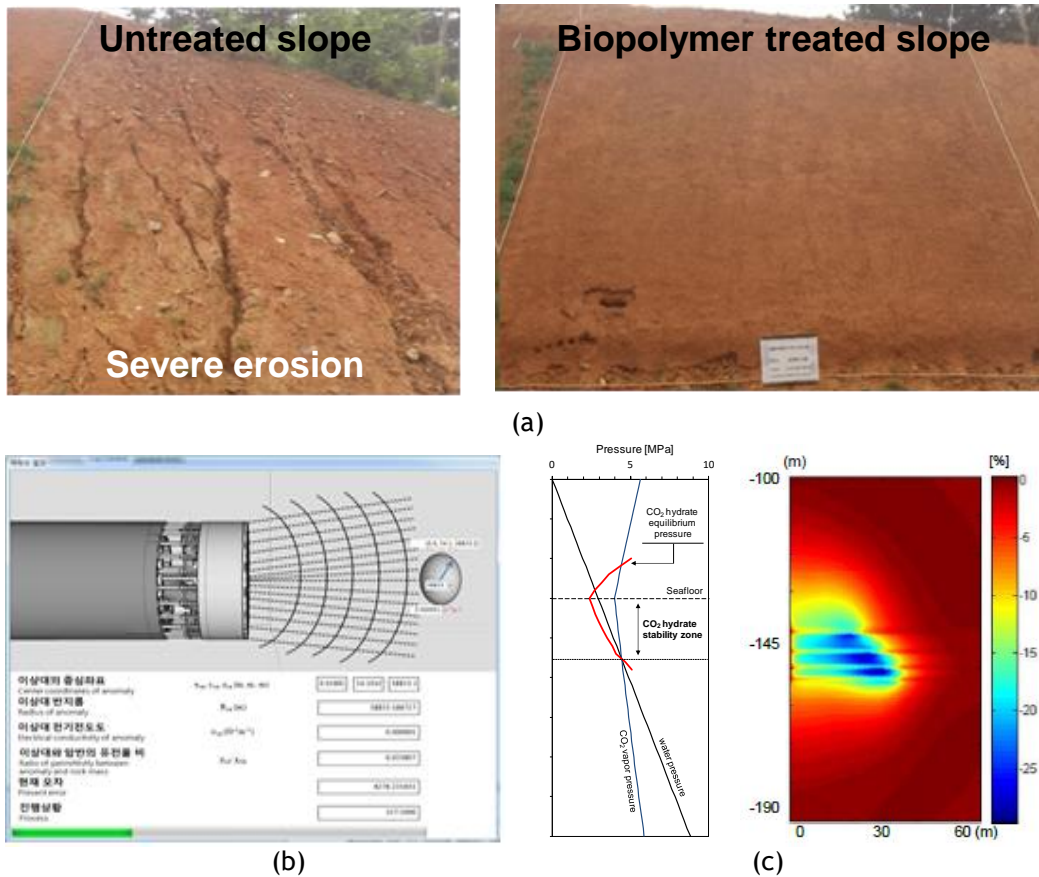 Untreated slope
Biopolymer treated slope
Severe erosion
(a)
이상대의 중심좌표
Center coordinates of anomaly
이상대 반지름
Radius of anomaly
이상대 전기전도도
Electrical conductivity of anomaly
이상대와 암반의 유전율 비
Ratio of permittivity between
anomaly and rock mass
현재 오차
Present error
진행상황
Process
(b)
Pressure [MPa]
0 5 10
CO2 hydrate
equilibrium
pressure
Seafloor
CO2 hydrate
stability zone
CO2 vapor pressure
water pressure
(m) [%]
-100
-145
-190
0 30 60 (m)
0
-5
-10
-15
-20
-25
(c)